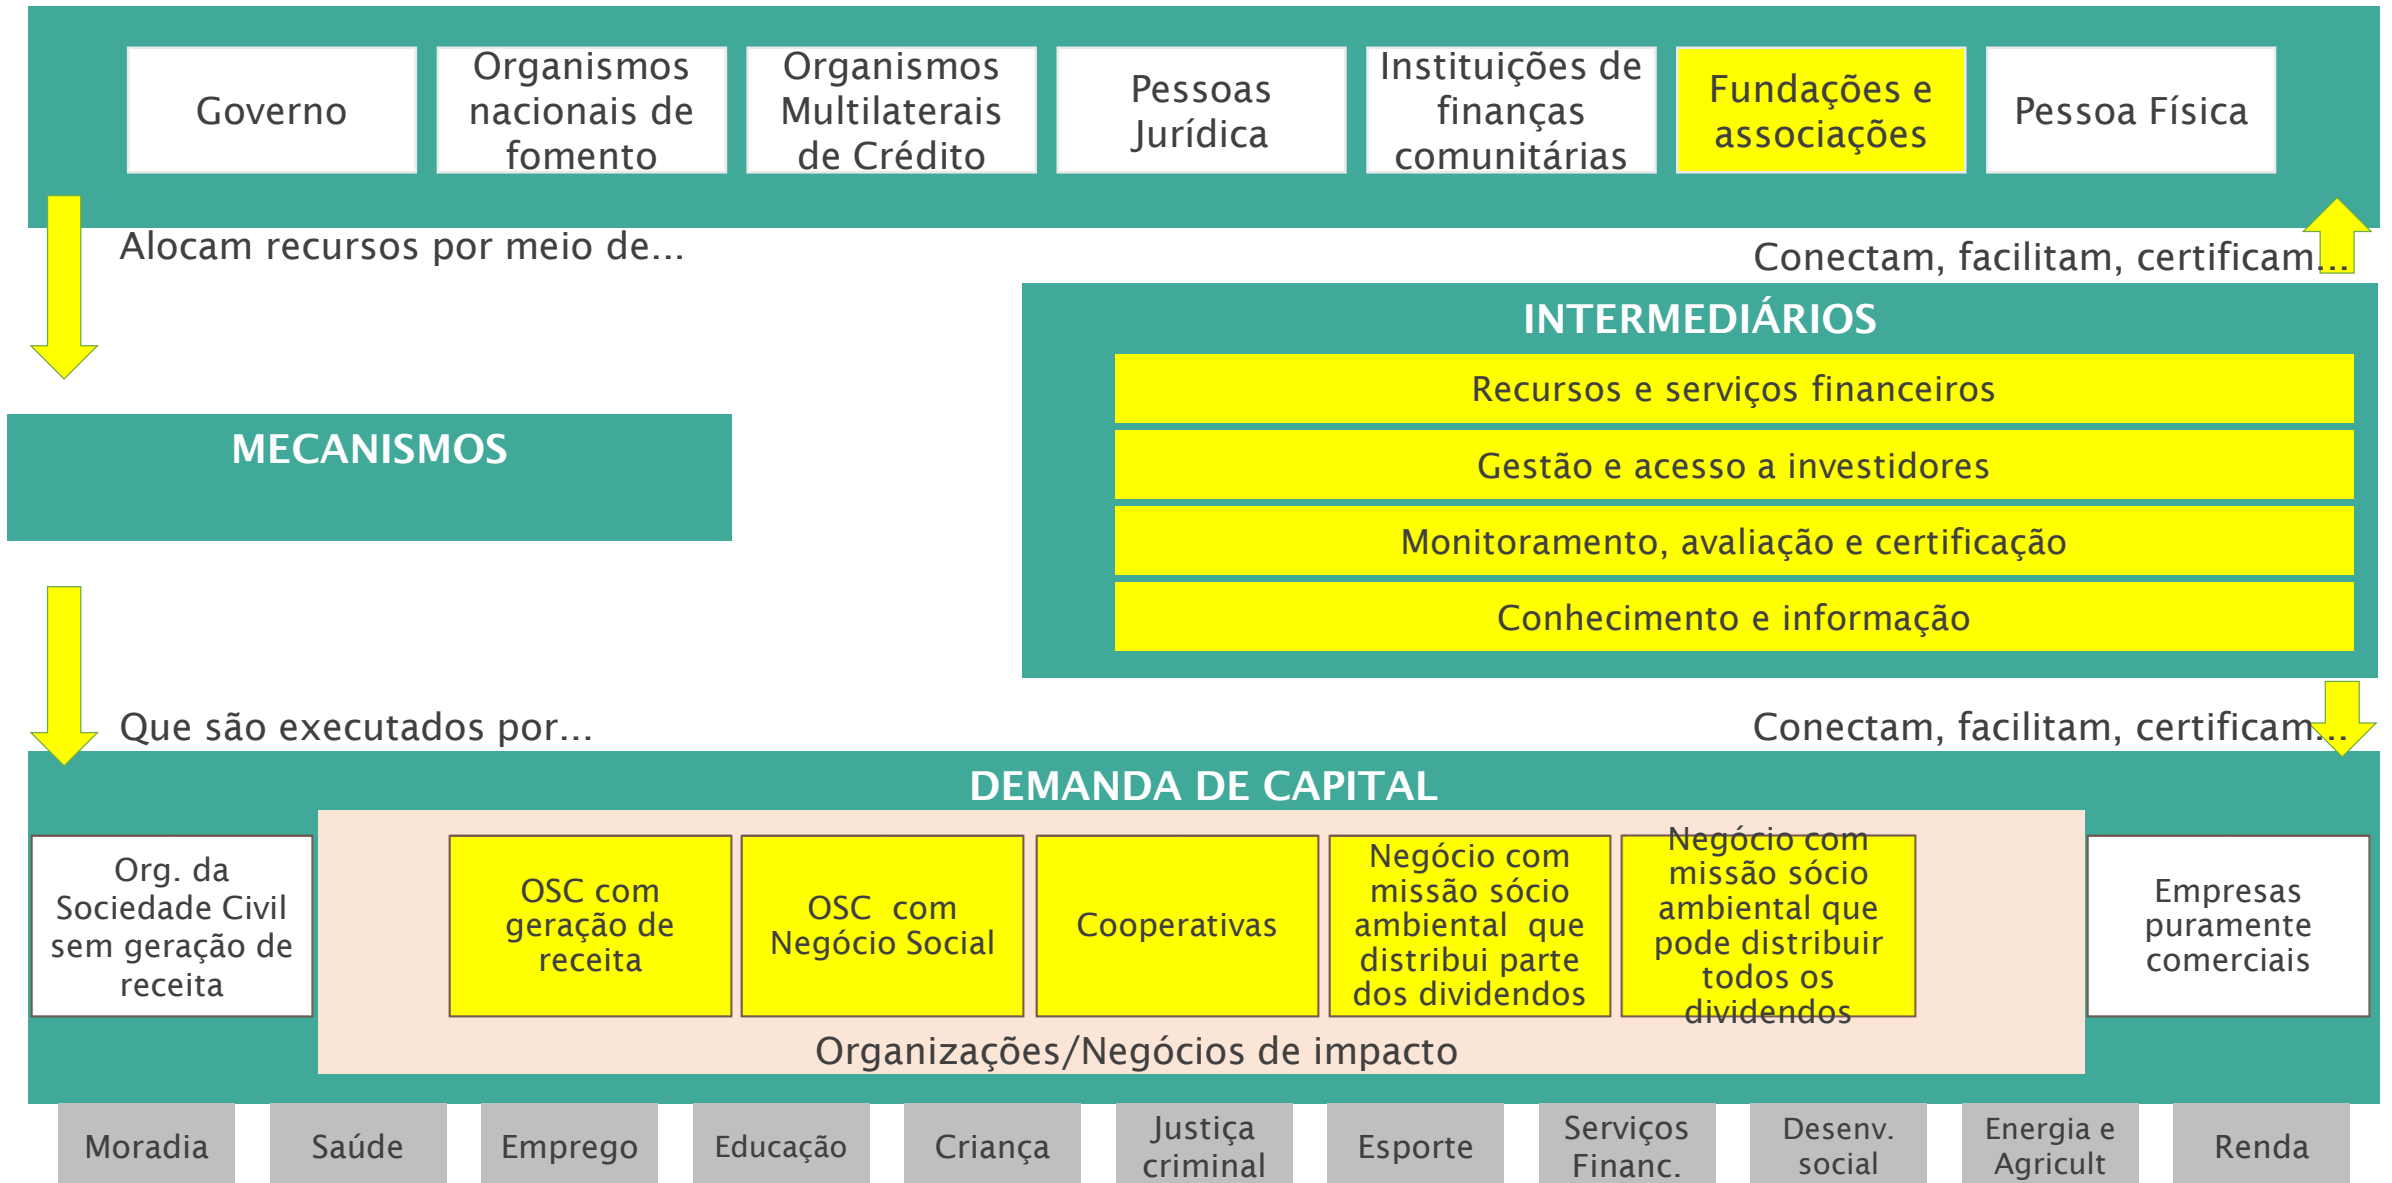 Governo
Organismos
nacionais de
fomento
Organismos
Multilaterais
de Crédito
Pessoas
Jurídica
Instituições de
finanças
comunitárias
Fundações e
associações
Pessoa Física
Alocam recursos por meio de...
Conectam, facilitam, certificam...
INTERMEDIÁRIOS
Recursos e serviços financeiros
Gestão e acesso a investidores
Monitoramento, avaliação e certificação
Conhecimento e informação
MECANISMOS
Que são executados por...
Conectam, facilitam, certificam...
DEMANDA DE CAPITAL
Org. da
Sociedade Civil
sem geração de
receita
OSC com
geração de
receita
OSC  com
Negócio Social
Cooperativas
Negócio com
missão sócio
ambiental  que
distribui parte
dos dividendos
Negócio com
missão sócio
ambiental que
pode distribuir
todos os
dividendos
Empresas
puramente
comerciais
Organizações/Negócios de impacto
Moradia
Saúde
Emprego
Educação
Criança
Justiça
criminal
Esporte
Serviços
Financ.
Desenv.
social
Energia e
Agricult
Renda